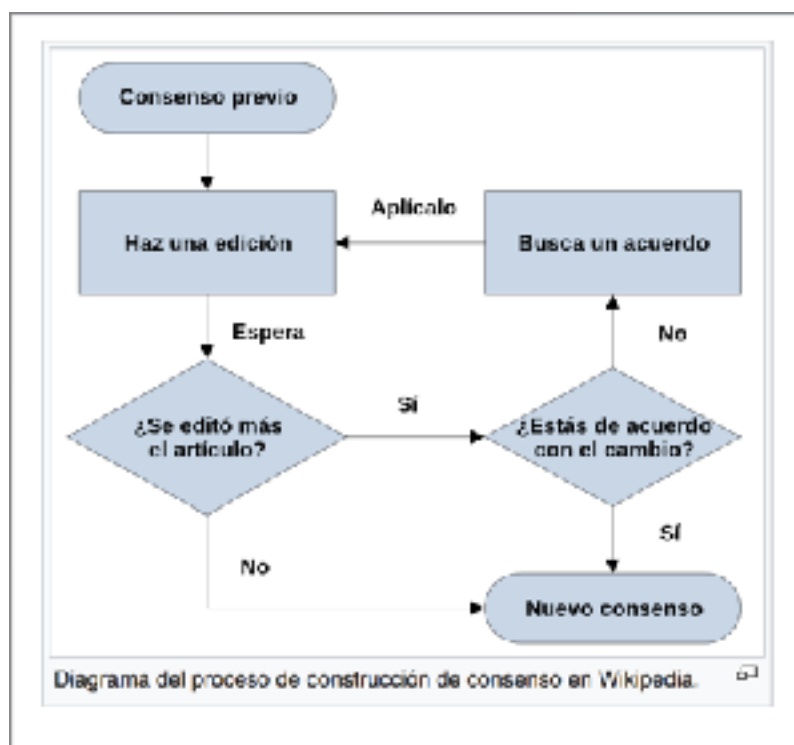 Consenso previo
Aplícalo
Haz una edición
Busca un acuerdo
Espera
No
¿Se editó más
el artículo?
Sí
¿Estás de acuerdo
con el cambio?
No
Sí
Nuevo consenso
Diagrama del proceso de construcción de consenso en Wikipedia.